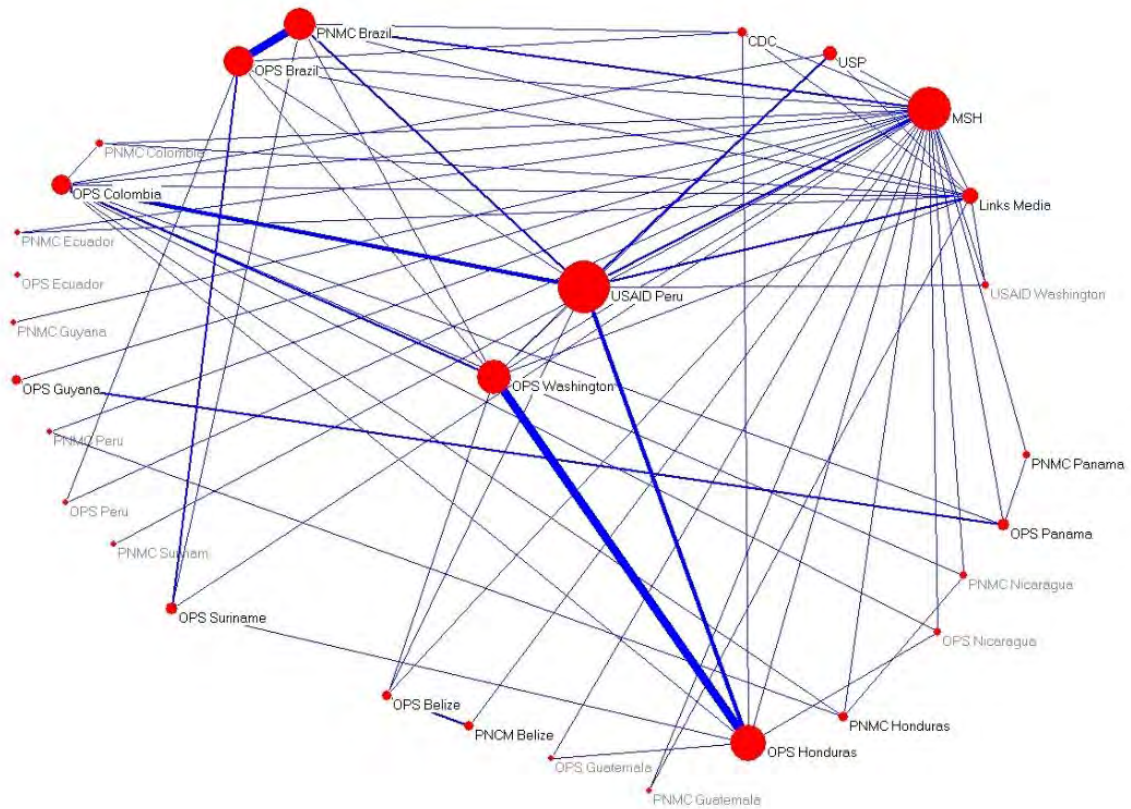 PNMC Brazil
CDC
USP
OPS Brazil
MSH
PNMC Colombia
OPS Colombia
Links Media
PNMC Ecuador
OPS Ecuador
USAID Peru
USAID Washington
PNMC Guyana
OPS Guyana
OPS Washington
PNMC Peru
PNMC Panama
OPS Peru
OPS Panama
PNMC Surinam
PNMC Nicaragua
OPS Suriname
OPS Nicaragua
OPS Belize
PNMC Honduras
PNCM Belize
OPS Honduras
OPS Guatemala
PNMC Guatemala